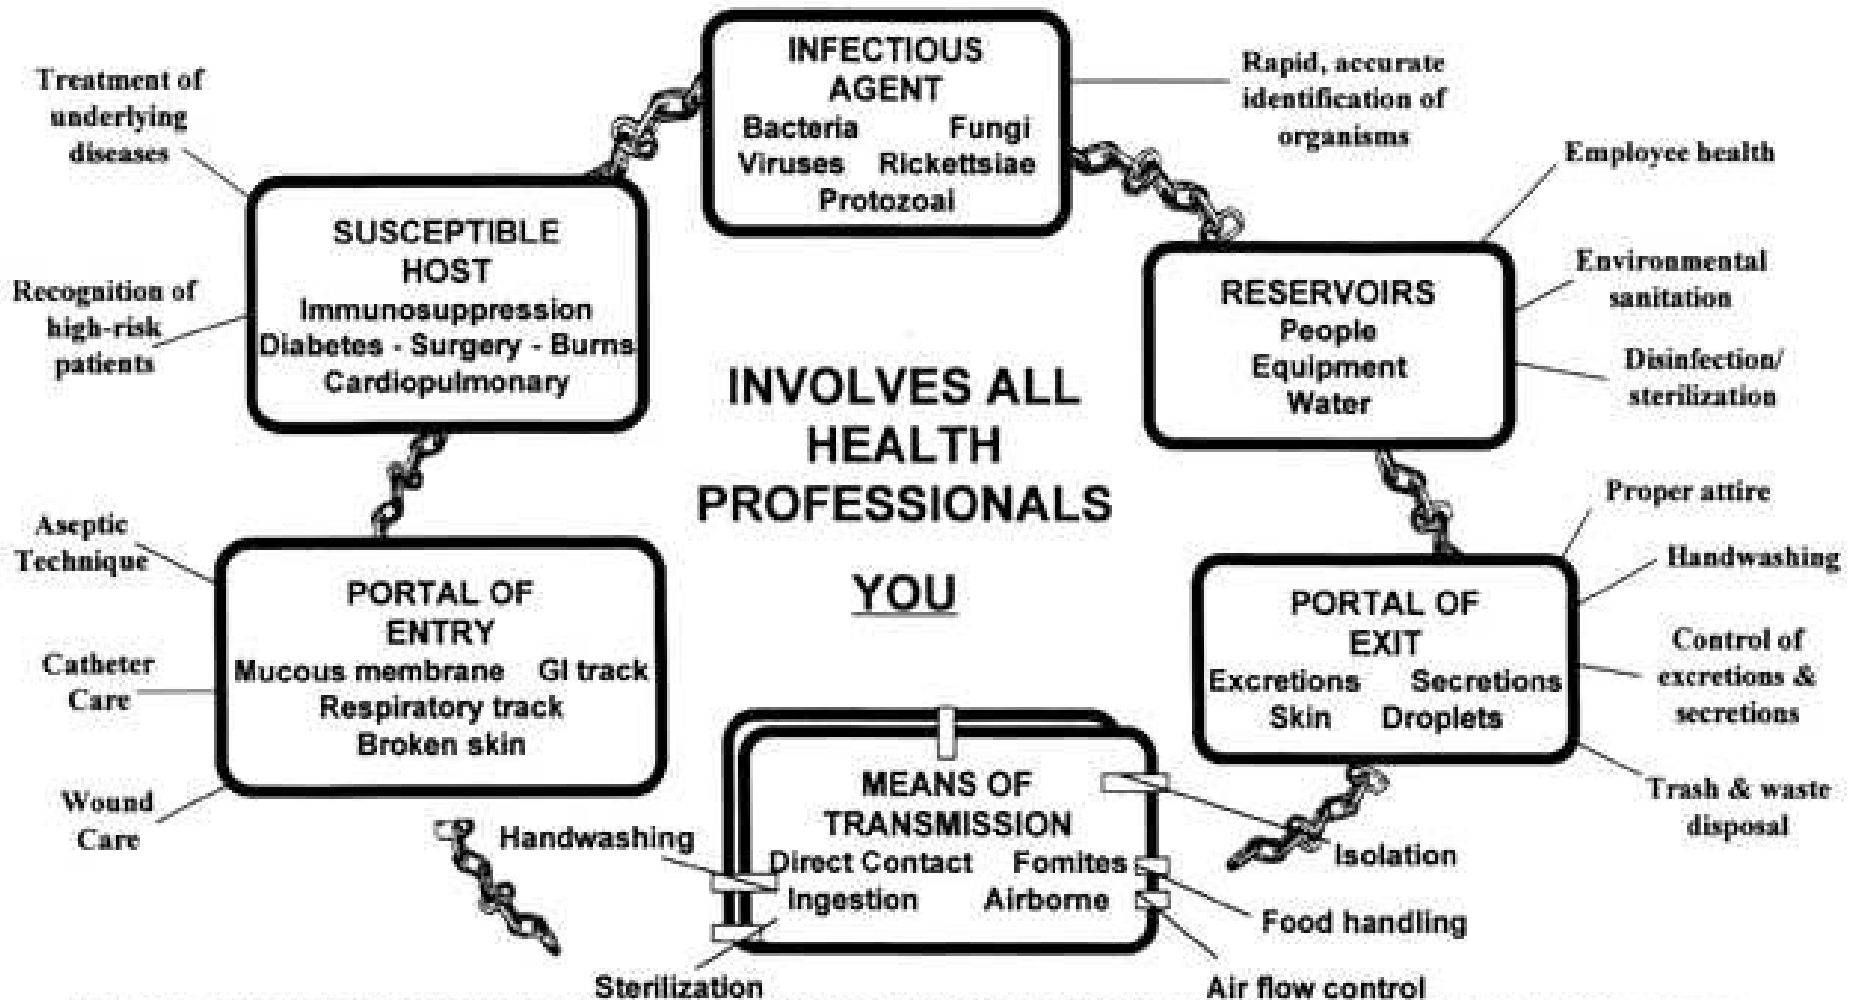 INFECTIOUS
AGENT
Bacteria Fungi
Viruses Rickettsiae
Protozoai
Rapid, accurate
identification of
organisms
Treatment of
underlying
diseases
SUSCEPTIBLE
HOST
Immunosuppression
Diabetes - Surgery - Burns
Cardiopulmonary
Recognition of
high-risk
patients
Employee health
Environmental
sanitation
RESERVOIRS
People
Equipment
Water
Disinfection/
sterilization
INVOLVES ALL
HEALTH
PROFESSIONALS
YOU
Aseptic
Technique
PORTAL OF
ENTRY
Mucous membrane GI track
Respiratory track
Broken skin
Catheter
Care
Wound
Care
Proper attire
Handwashing
PORTAL OF
EXIT
Excretions Secretions
Skin Droplets
Control of
excretions &
secretions
Trash & waste
disposal
MEANS OF
TRANSMISSION
Direct Contact Fomites
Ingestion Airborne
Handwashing
Sterilization
Isolation
Food handling
Air flow control